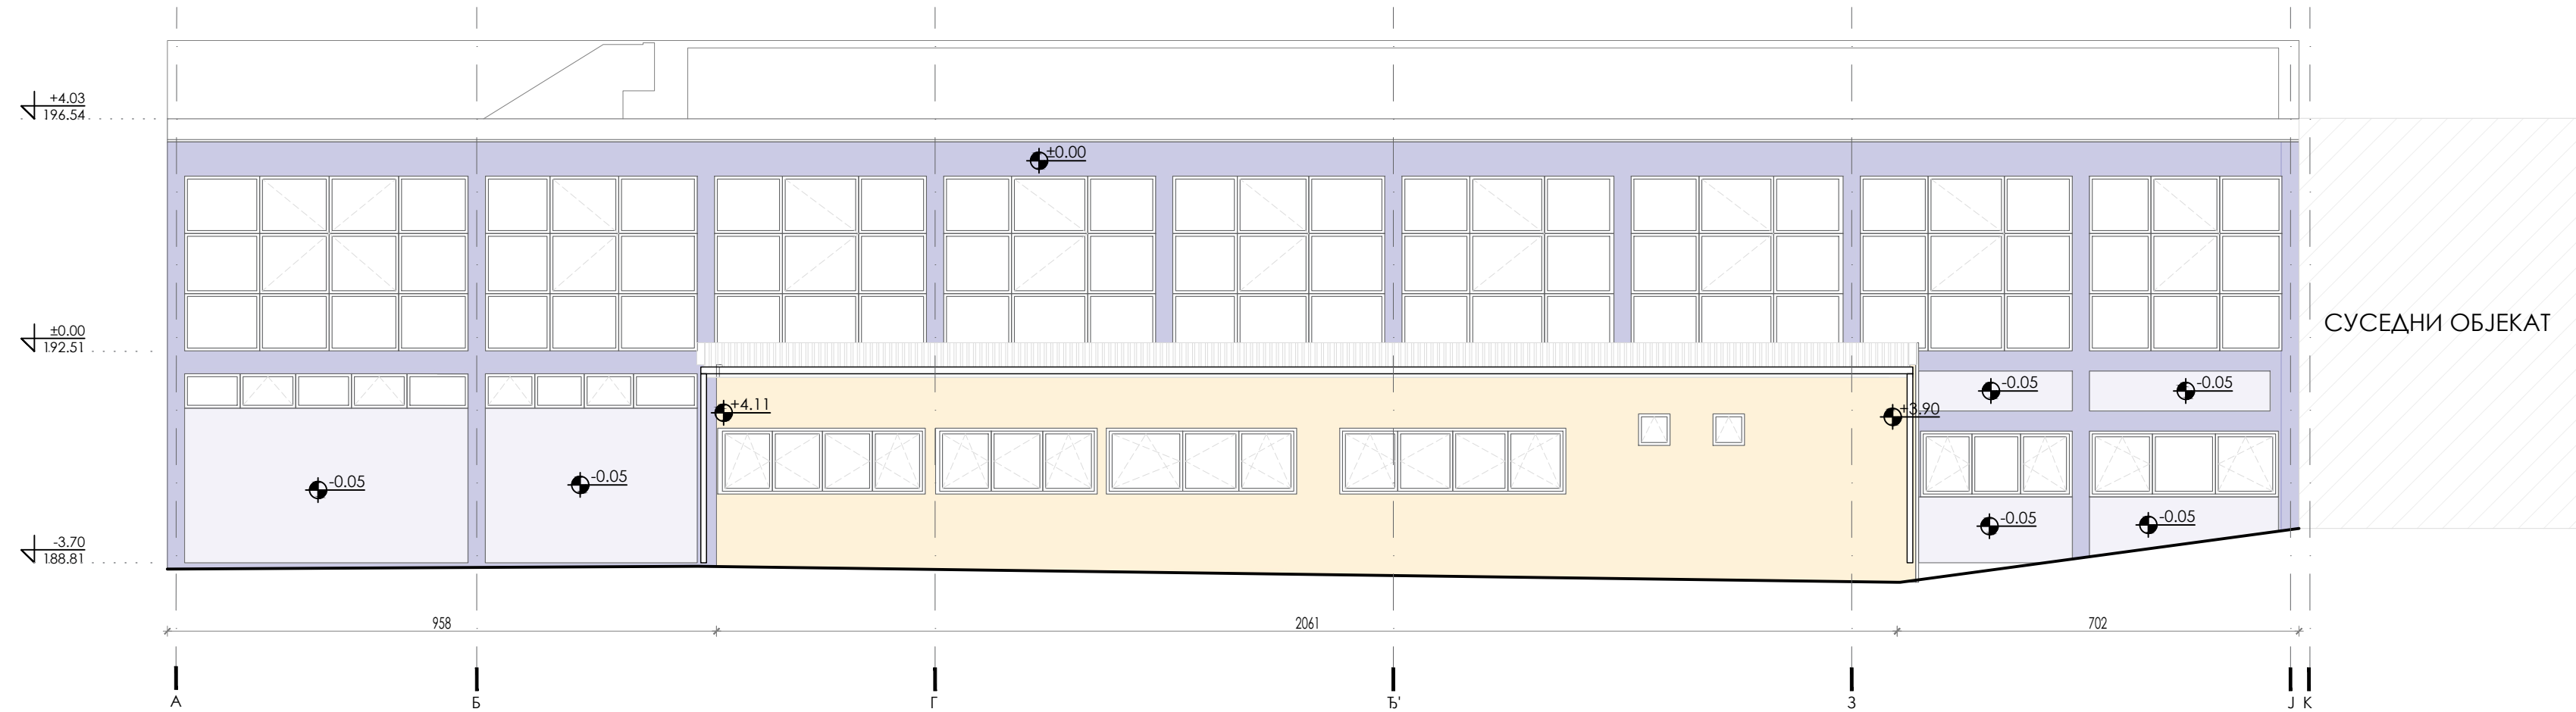 +4.03
196.54
±0.00
СУСЕДНИ ОБЈЕКАТ
±0.00
192.51
-0.05
-0.05
+4.11
+3.90
-0.05
-0.05
-0.05
-0.05
-3.70
188.81
958
2061
702
А
Б
Г
Ђ'
З
Ј
К